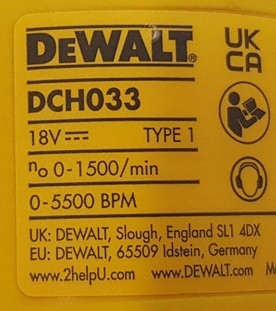 DEWALT®
UK
CA
DCH033
18V⎓ TYPE 1
n₀ 0-1500/min
0-5500 BPM
UK: DEWALT, Slough, England SL1 4DX
EU: DEWALT, 65509 Idstein, Germany
www.2helpU.com www.DEWALT.com